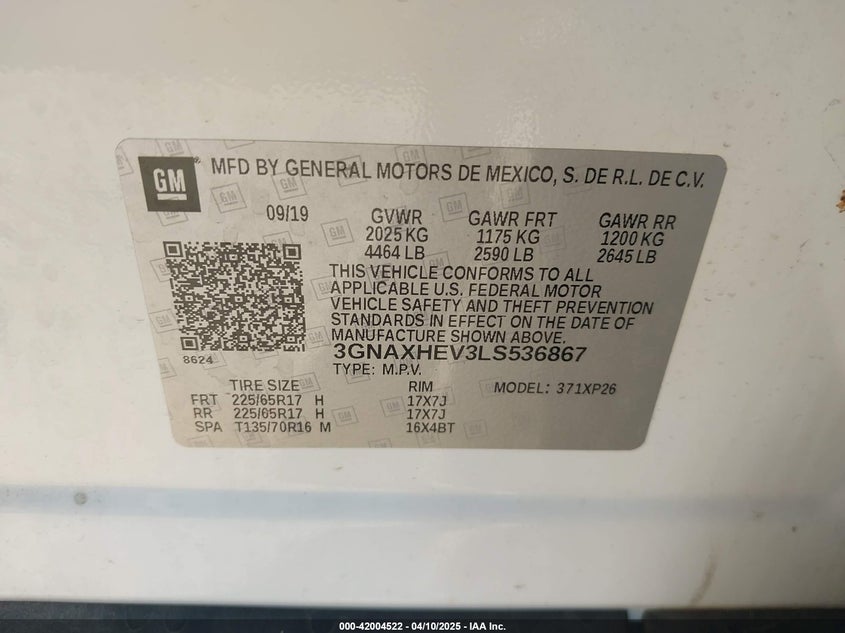 GM® MFD BY GENERAL MOTORS DE MEXICO, S. DE R.L. DE C.V.
09/19 GVWR GAWR FRT GAWR RR
2025 KG 1175 KG 1200 KG
4464 LB 2590 LB 2645 LB
THIS VEHICLE CONFORMS TO ALL
APPLICABLE U.S. FEDERAL MOTOR
VEHICLE SAFETY AND THEFT PREVENTION
STANDARDS IN EFFECT ON THE DATE OF
MANUFACTURE SHOWN ABOVE.
8624 3GNAXHEV3LS536867
TYPE: M.P.V.
TIRE SIZE RIM MODEL: 371XP26
FRT 225/65R17 H 17X7J
RR 225/65R17 H 17X7J
SPA T135/70R16 M 16X4BT
000-42004522 - 04/10/2025 - IAA Inc.